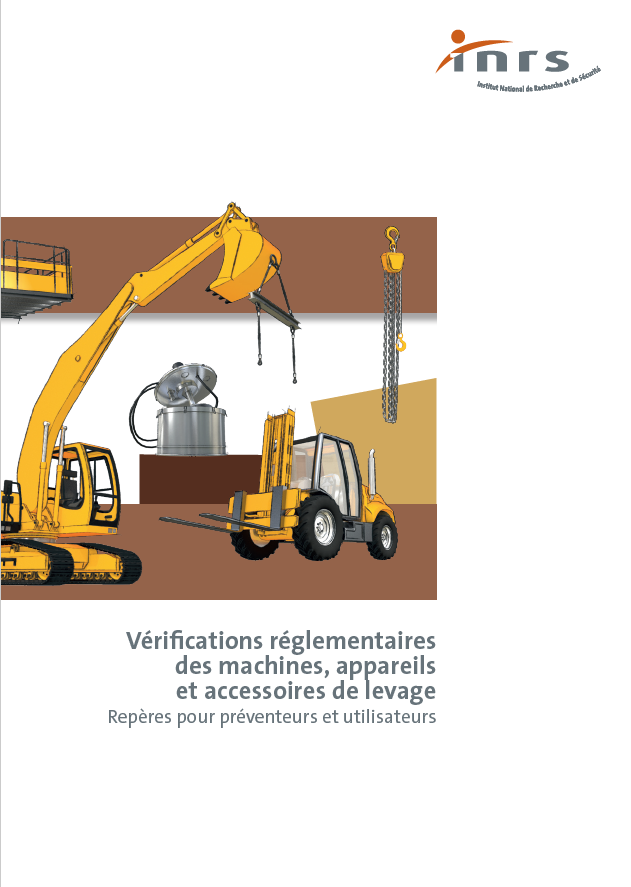 inrs
Institut National de Recherche et de Sécurité
Vérifications réglementaires
des machines, appareils
et accessoires de levage
Repères pour préventeurs et utilisateurs